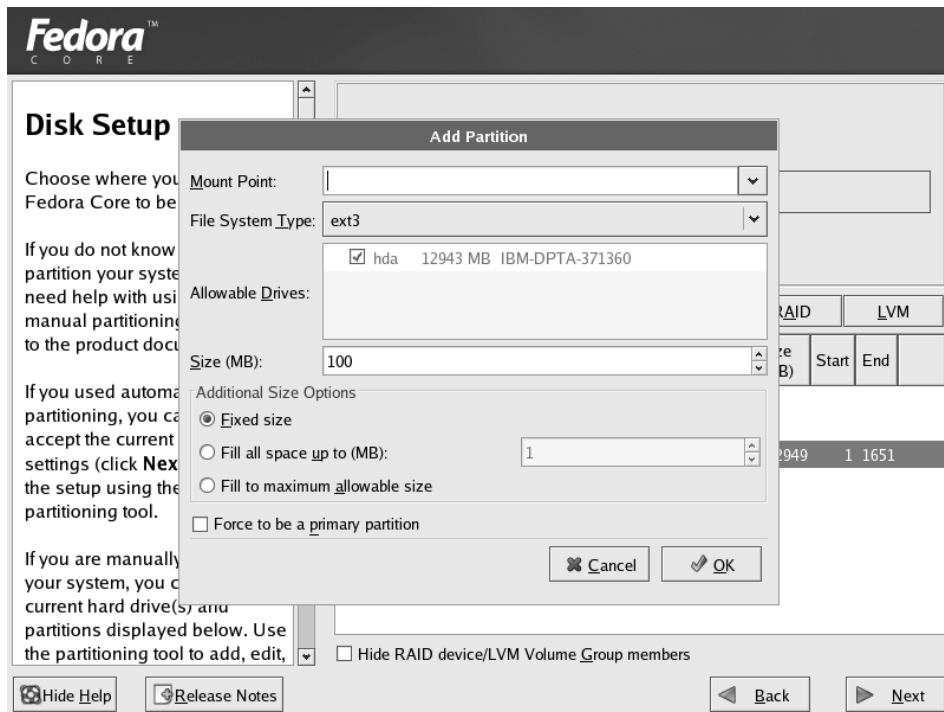 Fedora™
CORE
Disk Setup
Choose where you
Fedora Core to be
If you do not know
partition your syste
need help with usi
manual partitioning
to the product docu
If you used automa
partitioning, you ca
accept the current
settings (click Nex
the setup using the
partitioning tool.
If you are manually
your system, you c
current hard drive(s) and
partitions displayed below. Use
the partitioning tool to add, edit,
Add Partition
Mount Point:
File System Type: ext3
Allowable Drives:
hda 12943 MB IBM-DPTA-371360
Size (MB): 100
Additional Size Options
Fixed size
Fill all space up to (MB): 1
Fill to maximum allowable size
Force to be a primary partition
Cancel OK
RAID LVM
Start End
2949 1 1651
Hide RAID device/LVM Volume Group members
Hide Help Release Notes Back Next